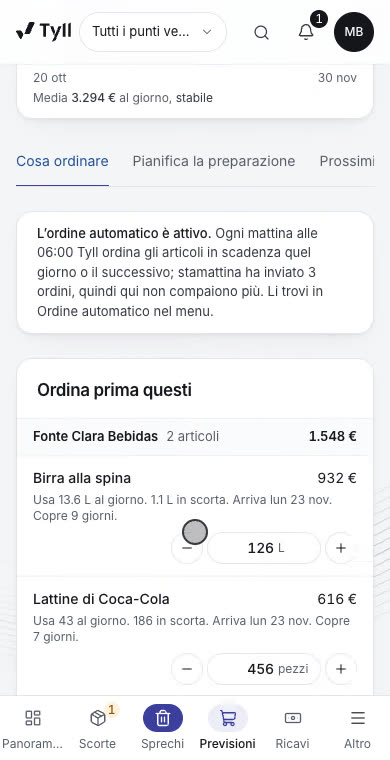 Tyll
Tutti i punti ve...
1
MB
20 ott
30 nov
Media 3.294 € al giorno, stabile
Cosa ordinare
Pianifica la preparazione
Prossimi
L'ordine automatico è attivo. Ogni mattina alle
06:00 Tyll ordina gli articoli in scadenza quel
giorno o il successivo; stamattina ha inviato 3
ordini, quindi qui non compaiono più. Li trovi in
Ordine automatico nel menu.
Ordina prima questi
Fonte Clara Bebidas 2 articoli 1.548 €
Birra alla spina 932 €
Usa 13.6 L al giorno. 1.1 L in scorta. Arriva lun 23 nov.
Copre 9 giorni.
− 126 L +
Lattine di Coca-Cola 616 €
Usa 43 al giorno. 186 in scorta. Arriva lun 23 nov. Copre
7 giorni.
− 456 pezzi +
1
Panoram... Scorte Sprechi Previsioni Ricavi Altro